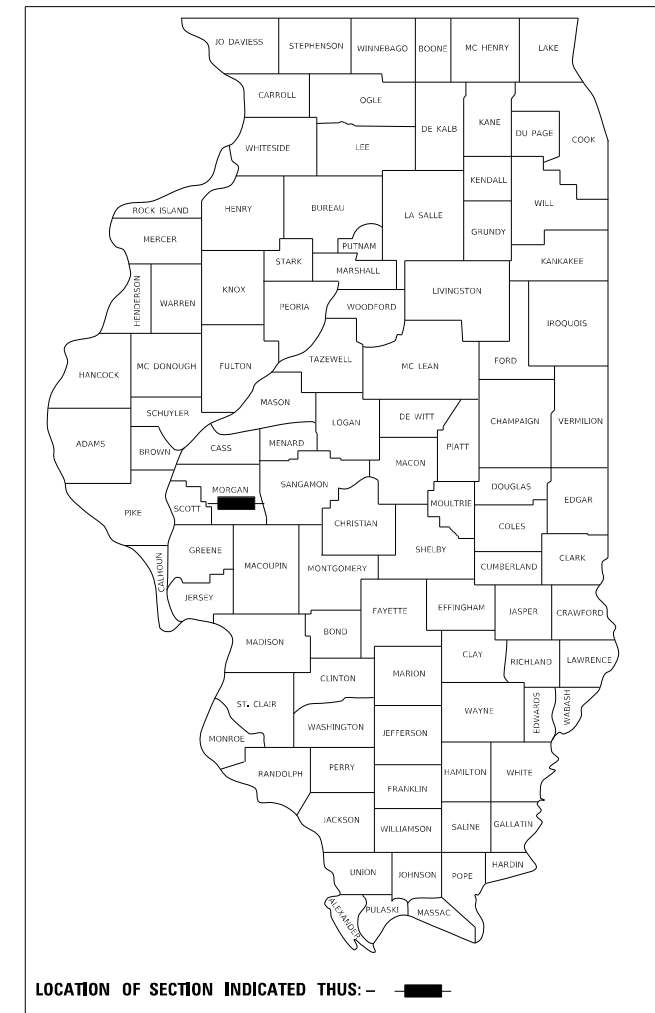 JO DAVIESS
STEPHENSON
WINNEBAGO
BOONE
MC HENRY
LAKE
CARROLL
OGLE
DE KALB
KANE
DU PAGE
COOK
WHITESIDE
LEE
KENDALL
WILL
ROCK ISLAND
HENRY
BUREAU
LA SALLE
GRUNDY
MERCER
PUTNAM
STARK
MARSHALL
KANKAKEE
HENDERSON
WARREN
KNOX
PEORIA
WOODFORD
LIVINGSTON
IROQUOIS
HANCOCK
MC DONOUGH
FULTON
TAZEWELL
MC LEAN
FORD
SCHUYLER
MASON
LOGAN
DE WITT
CHAMPAIGN
VERMILION
ADAMS
BROWN
CASS
MENARD
PIATT
MACON
PIKE
SCOTT
MORGAN
SANGAMON
CHRISTIAN
MOULTRIE
DOUGLAS
EDGAR
COLES
CALHOUN
GREENE
MACOUPIN
MONTGOMERY
SHELBY
CUMBERLAND
CLARK
JERSEY
FAYETTE
EFFINGHAM
JASPER
CRAWFORD
MADISON
BOND
CLAY
RICHLAND
LAWRENCE
CLINTON
MARION
ST. CLAIR
WASHINGTON
JEFFERSON
WAYNE
EDWARDS
WABASH
MONROE
RANDOLPH
PERRY
FRANKLIN
HAMILTON
WHITE
JACKSON
WILLIAMSON
SALINE
GALLATIN
UNION
JOHNSON
POPE
HARDIN
ALEXANDER
PULASKI
MASSAC
LOCATION OF SECTION INDICATED THUS: –